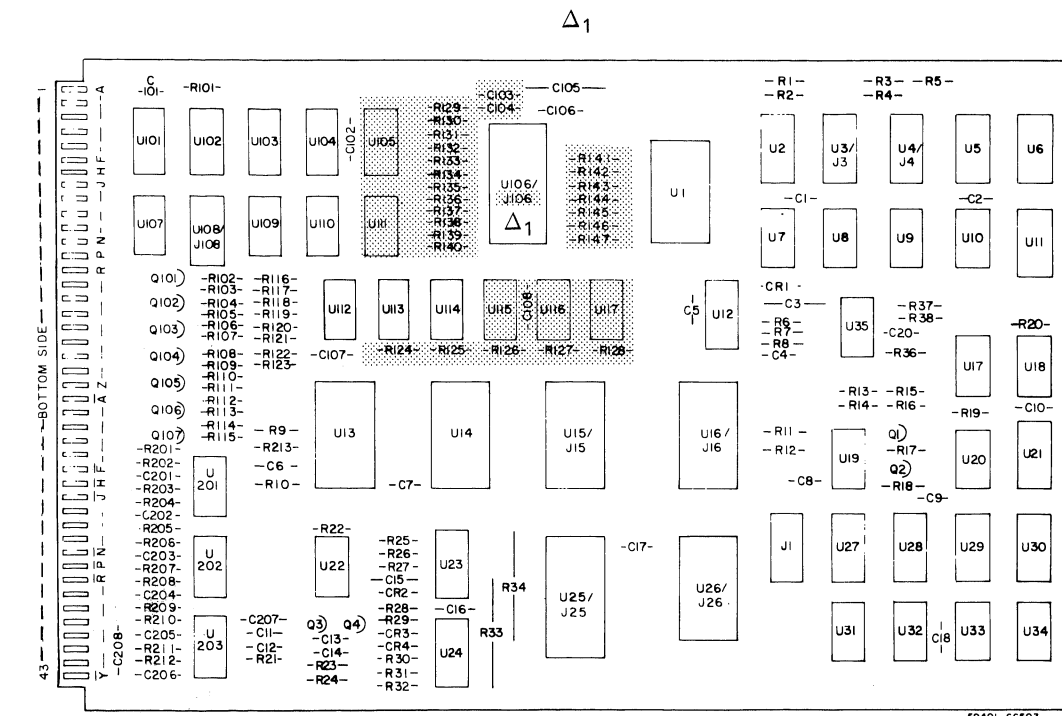 Δ1
C
-101-
-R101-
-C103-
-C104-
-C105-
-C106-
-R1-
-R2-
-R3-
-R4-
-R5-
U101
U102
U103
U104
-C102-
U105
-R129-
-R130-
-R131-
-R132-
-R133-
-R134-
-R135-
-R136-
-R137-
-R138-
-R139-
-R140-
U106/
J106
Δ1
-R141-
-R142-
-R143-
-R144-
-R145-
-R146-
-R147-
U1
U2
U3/
J3
U4/
J4
U5
U6
-C1-
-C2-
U107
U108/
J108
U109
U110
U111
U7
U8
U9
U10
U11
Q101)
Q102)
Q103)
Q104)
Q105)
Q106)
Q107)
-R102-
-R103-
-R104-
-R105-
-R106-
-R107-
-R108-
-R109-
-R110-
-R111-
-R112-
-R113-
-R114-
-R115-
-R116-
-R117-
-R118-
-R119-
-R120-
-R121-
-R122-
-R123-
U112
U113
U114
U115
-C108-
U116
U117
-C107-
-R124-
-R125-
-R126-
-R127-
-R128-
C5
U12
-CR1-
-C3-
-R6-
-R7-
-R8-
-C4-
U35
-R37-
-R38-
-C20-
-R36-
-R20-
U17
U18
-R13-
-R14-
-R15-
-R16-
-R19-
-C10-
1-BOTTOM SIDE-43
A
H F
J
P N
R
Z
A
H F
J
P N
R
Y
-R9-
-R213-
-C6-
-R10-
U13
-C7-
U14
U15/
J15
U16/
J16
-R11-
-R12-
-C8-
U19
Q1)
-R17-
Q2)
-R18-
-C9-
U20
U21
-R201-
-R202-
-C201-
-R203-
-R204-
-C202-
-R205-
-R206-
-C203-
-R207-
-R208-
-C204-
-R209-
-R210-
-C205-
-R211-
-R212-
-C206-
-C208-
U
201
U
202
U
203
-C207-
-C11-
-C12-
-R21-
-R22-
U22
Q3)
Q4)
-C13-
-C14-
-R23-
-R24-
-R25-
-R26-
-R27-
-C15-
-CR2-
-R28-
-R29-
-CR3-
-CR4-
-R30-
-R31-
-R32-
U23
-C16-
U24
R33
R34
U25/
J25
-C17-
U26/
J26
J1
U27
U28
U29
U30
U31
U32
C18
U33
U34